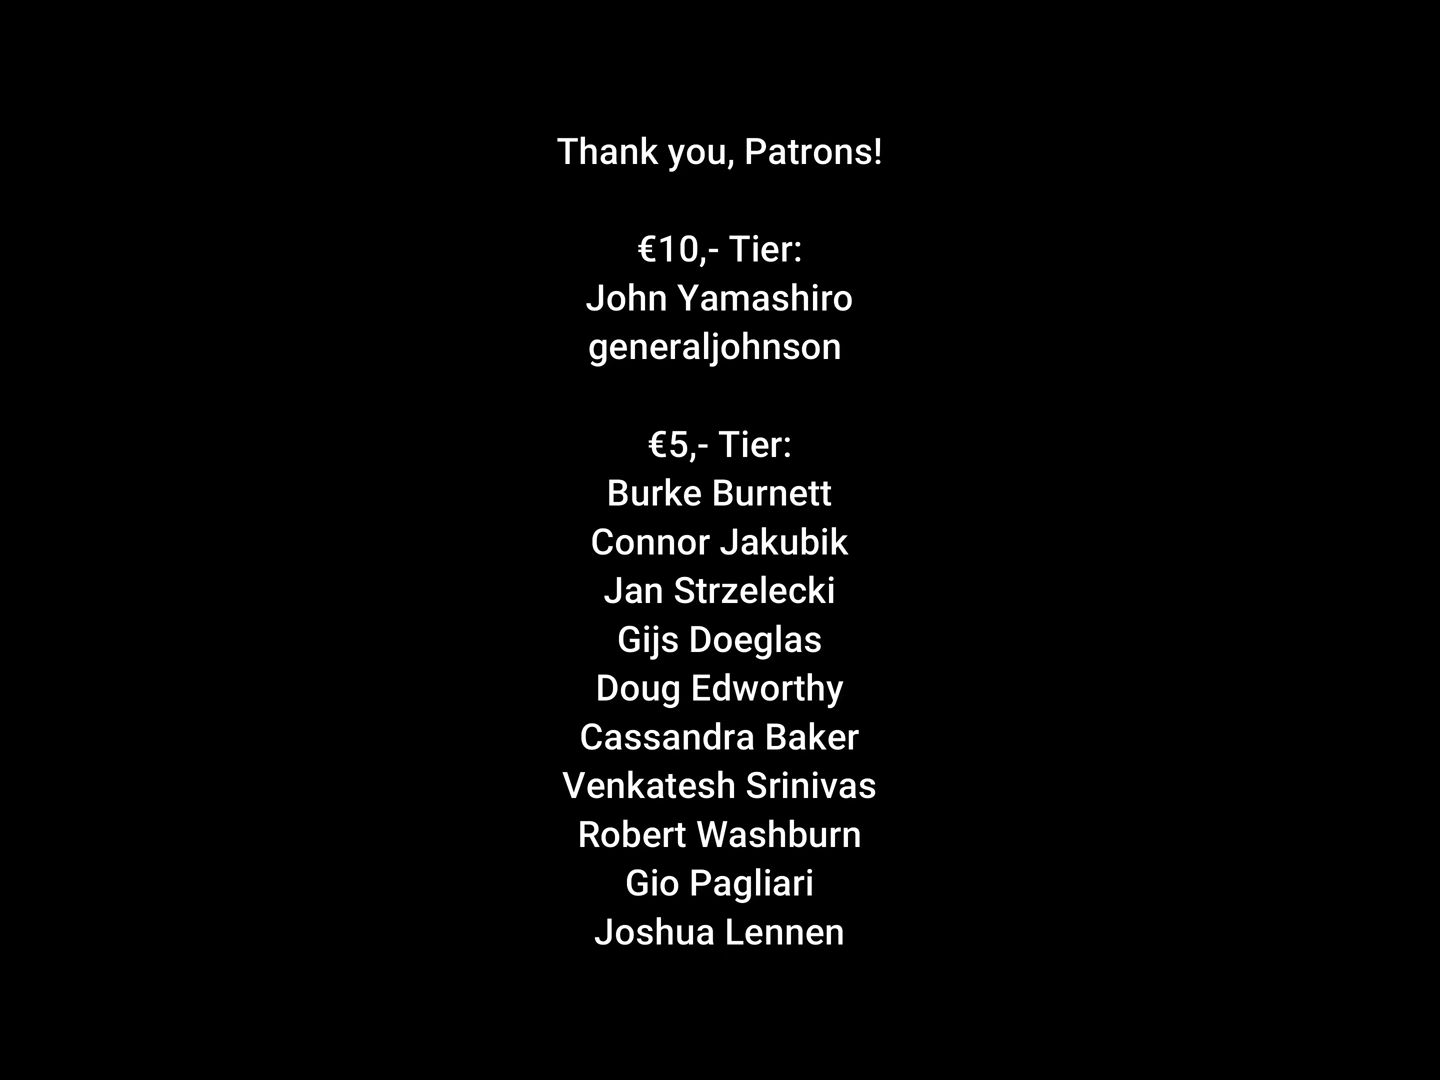 Thank you, Patrons!
€10,- Tier:
John Yamashiro
generaljohnson
€5,- Tier:
Burke Burnett
Connor Jakubik
Jan Strzelecki
Gijs Doeglas
Doug Edworthy
Cassandra Baker
Venkatesh Srinivas
Robert Washburn
Gio Pagliari
Joshua Lennen